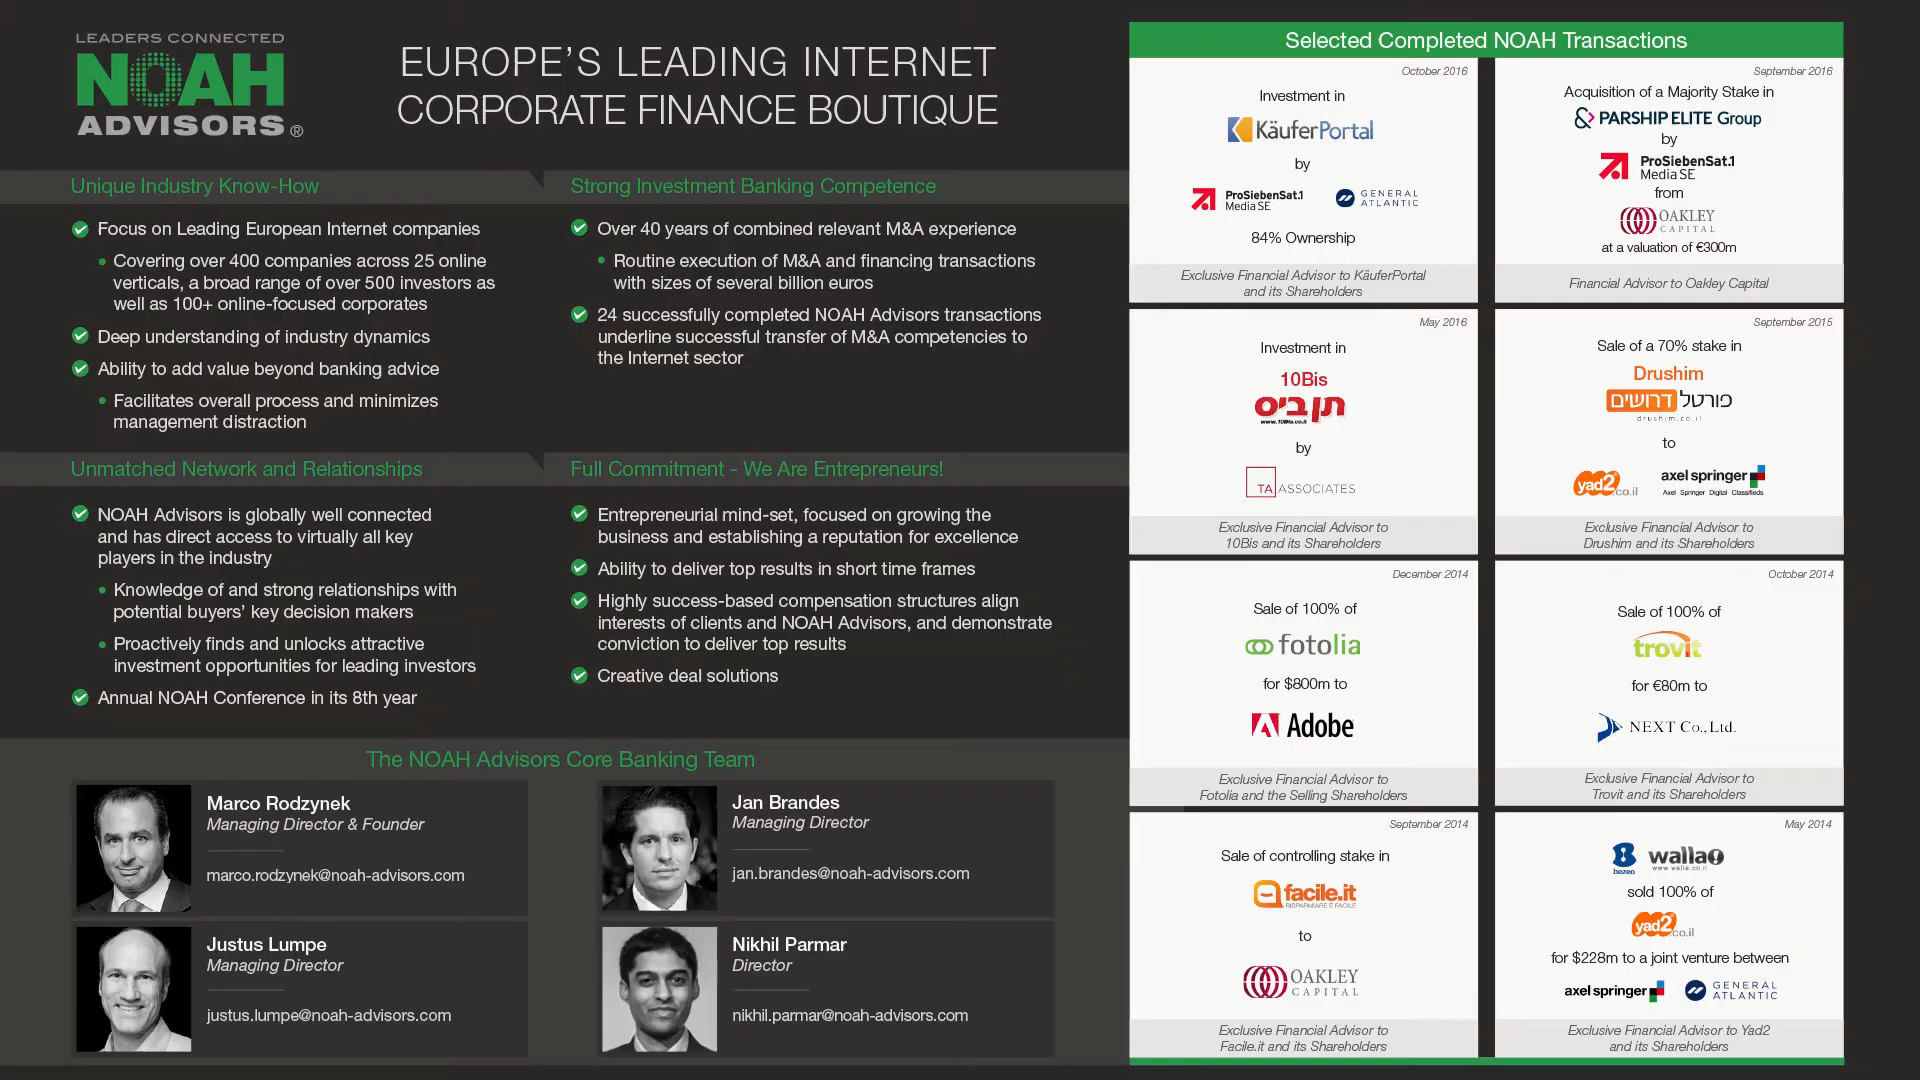 LEADERS CONNECTED
NOAH
ADVISORS®
EUROPE'S LEADING INTERNET
CORPORATE FINANCE BOUTIQUE
Unique Industry Know-How
Focus on Leading European Internet companies
• Covering over 400 companies across 25 online
verticals, a broad range of over 500 investors as
well as 100+ online-focused corporates
Deep understanding of industry dynamics
Ability to add value beyond banking advice
• Facilitates overall process and minimizes
management distraction
Strong Investment Banking Competence
Over 40 years of combined relevant M&A experience
• Routine execution of M&A and financing transactions
with sizes of several billion euros
24 successfully completed NOAH Advisors transactions
underline successful transfer of M&A competencies to
the Internet sector
Unmatched Network and Relationships
NOAH Advisors is globally well connected
and has direct access to virtually all key
players in the industry
• Knowledge of and strong relationships with
potential buyers' key decision makers
• Proactively finds and unlocks attractive
investment opportunities for leading investors
Annual NOAH Conference in its 8th year
Full Commitment - We Are Entrepreneurs!
Entrepreneurial mind-set, focused on growing the
business and establishing a reputation for excellence
Ability to deliver top results in short time frames
Highly success-based compensation structures align
interests of clients and NOAH Advisors, and demonstrate
conviction to deliver top results
Creative deal solutions
The NOAH Advisors Core Banking Team
Marco Rodzynek
Managing Director & Founder
marco.rodzynek@noah-advisors.com
Jan Brandes
Managing Director
jan.brandes@noah-advisors.com
Justus Lumpe
Managing Director
justus.lumpe@noah-advisors.com
Nikhil Parmar
Director
nikhil.parmar@noah-advisors.com
Selected Completed NOAH Transactions
October 2016
Investment in
KäuferPortal
by
ProSiebenSat.1
Media SE
GENERAL
ATLANTIC
84% Ownership
Exclusive Financial Advisor to KäuferPortal
and its Shareholders
September 2016
Acquisition of a Majority Stake in
PARSHIP ELITE Group
by
ProSiebenSat.1
Media SE
from
OAKLEY
CAPITAL
at a valuation of €300m
Financial Advisor to Oakley Capital
May 2016
Investment in
10Bis
תן ביס
www.10Bis.co.il
by
TA ASSOCIATES
Exclusive Financial Advisor to
10Bis and its Shareholders
September 2015
Sale of a 70% stake in
Drushim
פורטל דרושים
drushim.co.il
to
yad2.co.il
axel springer
Axel Springer Digital Classifieds
Exclusive Financial Advisor to
Drushim and its Shareholders
December 2014
Sale of 100% of
fotolia
for $800m to
Adobe
Exclusive Financial Advisor to
Fotolia and the Selling Shareholders
October 2014
Sale of 100% of
trovit
for €80m to
NEXT Co., Ltd.
Exclusive Financial Advisor to
Trovit and its Shareholders
September 2014
Sale of controlling stake in
facile.it
RISPARMIARE È FACILE
to
OAKLEY
CAPITAL
Exclusive Financial Advisor to
Facile.it and its Shareholders
May 2014
bezeq
walla!
www.walla.co.il
sold 100% of
yad2.co.il
for $228m to a joint venture between
axel springer
GENERAL
ATLANTIC
Exclusive Financial Advisor to Yad2
and its Shareholders